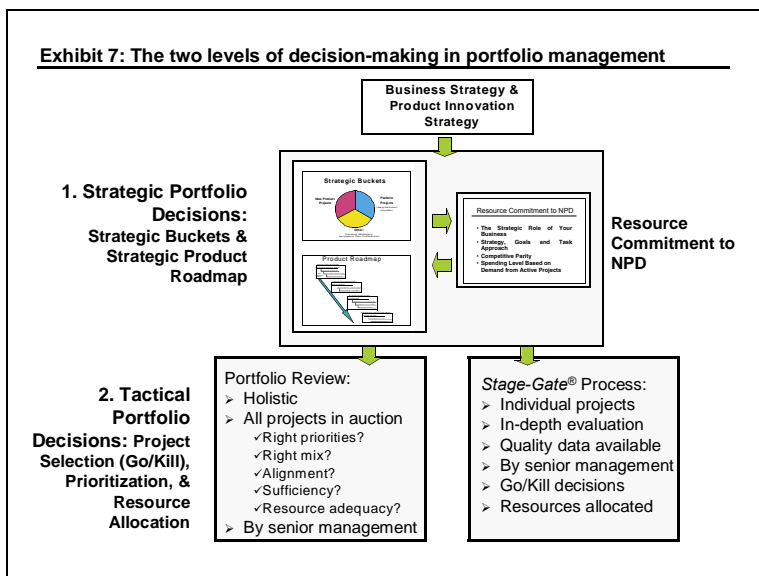 Exhibit 7: The two levels of decision-making in portfolio management
Business Strategy &
Product Innovation
Strategy
1. Strategic Portfolio
Decisions:
Strategic Buckets &
Strategic Product
Roadmap
Strategic Buckets
New Product
Projects
Platform
Projects
Product Roadmap
Resource Commitment to NPD
• The Strategic Role of Your
Business
• Strategy, Goals and Task
Approach
• Competitive Parity
• Spending Level Based on
Demand from Active Projects
Resource
Commitment to
NPD
2. Tactical
Portfolio
Decisions: Project
Selection (Go/Kill),
Prioritization, &
Resource
Allocation
Portfolio Review:
➢ Holistic
➢ All projects in auction
✓Right priorities?
✓Right mix?
✓Alignment?
✓Sufficiency?
✓Resource adequacy?
➢ By senior management
Stage-Gate® Process:
➢ Individual projects
➢ In-depth evaluation
➢ Quality data available
➢ By senior management
➢ Go/Kill decisions
➢ Resources allocated